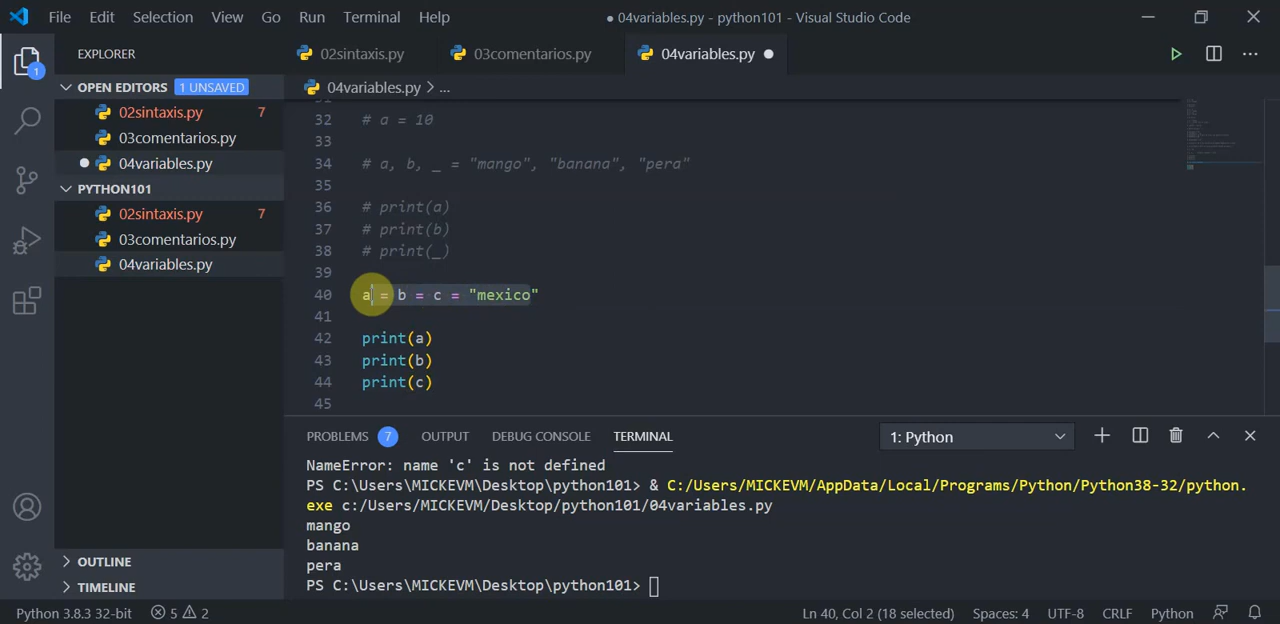 File Edit Selection View Go Run Terminal Help ● 04variables.py - python101 - Visual Studio Code
EXPLORER
02sintaxis.py 03comentarios.py 04variables.py
OPEN EDITORS 1 UNSAVED
02sintaxis.py 7
03comentarios.py
04variables.py
PYTHON101
02sintaxis.py 7
03comentarios.py
04variables.py
OUTLINE
TIMELINE
1
04variables.py > ...
31
32 # a = 10
33
34 # a, b, _ = "mango", "banana", "pera"
35
36 # print(a)
37 # print(b)
38 # print(_)
39
40 a = b = c = "mexico"
41
42 print(a)
43 print(b)
44 print(c)
45
PROBLEMS 7 OUTPUT DEBUG CONSOLE TERMINAL 1: Python
NameError: name 'c' is not defined
PS C:\Users\MICKEVM\Desktop\python101> & C:/Users/MICKEVM/AppData/Local/Programs/Python/Python38-32/python.
exe c:/Users/MICKEVM/Desktop/python101/04variables.py
mango
banana
pera
PS C:\Users\MICKEVM\Desktop\python101>
Python 3.8.3 32-bit 5 2 Ln 40, Col 2 (18 selected) Spaces: 4 UTF-8 CRLF Python